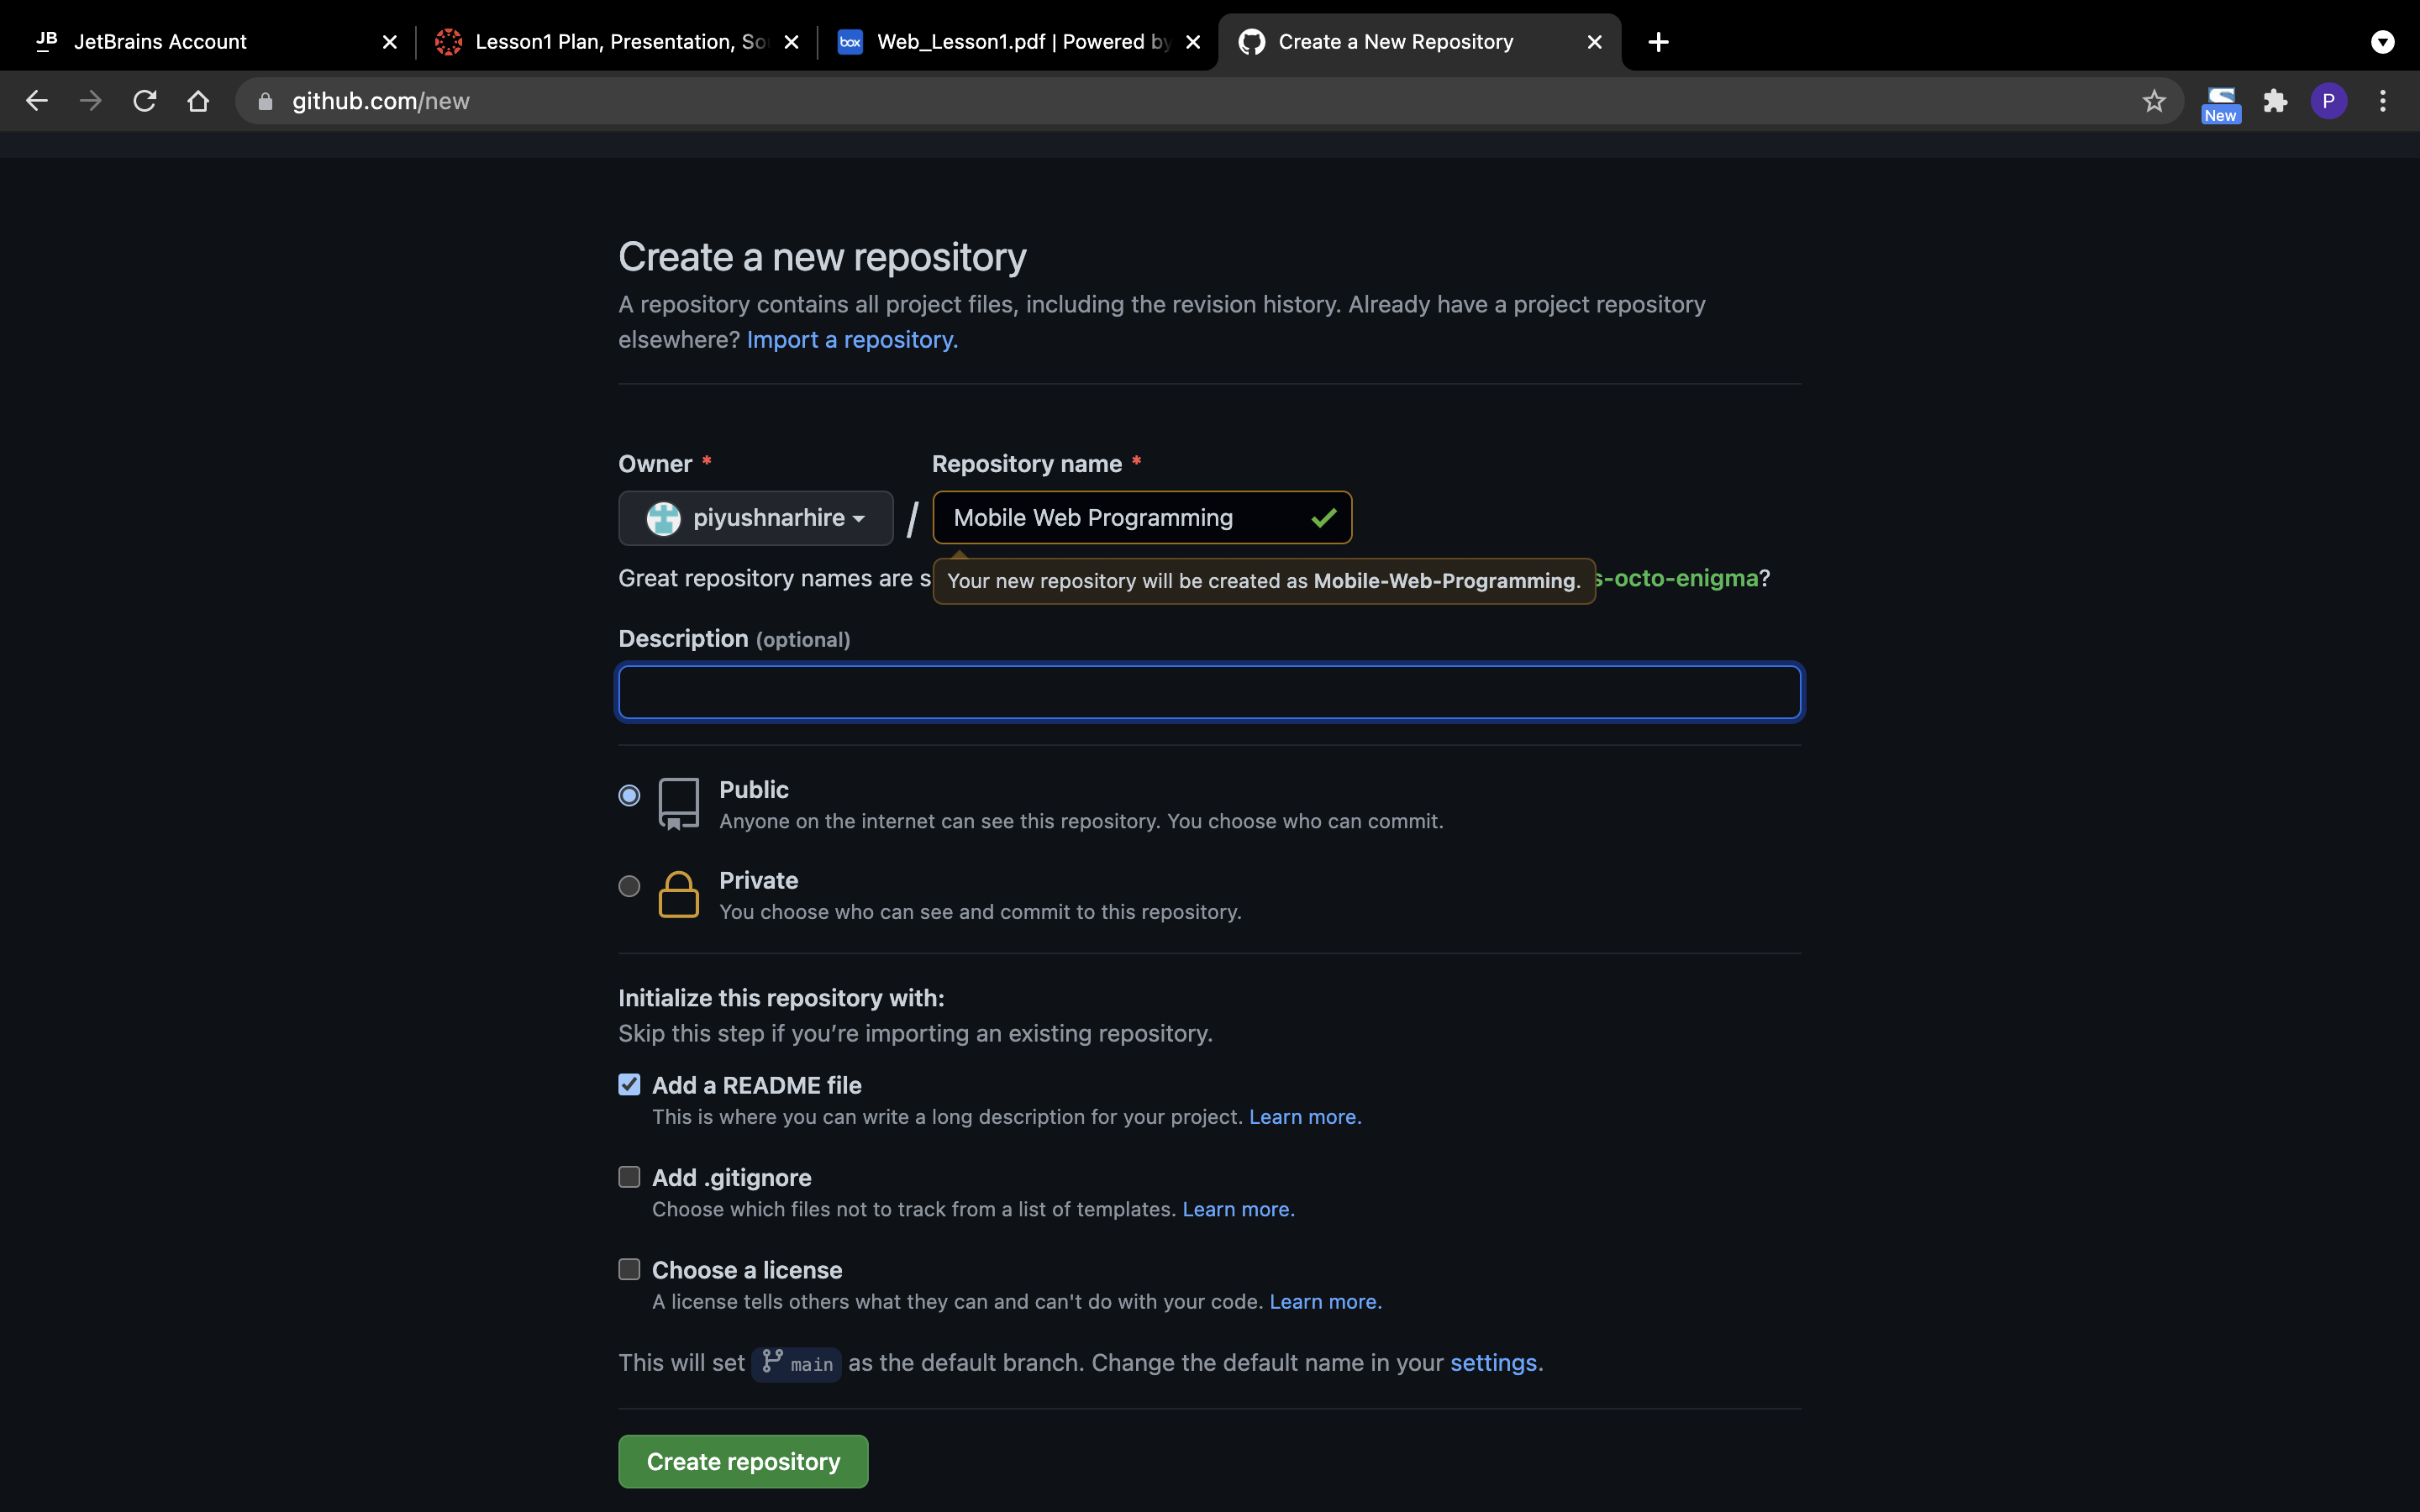 JB JetBrains Account
Lesson1 Plan, Presentation, So
box Web_Lesson1.pdf | Powered by
Create a New Repository
github.com/new
New
P
Create a new repository
A repository contains all project files, including the revision history. Already have a project repository
elsewhere? Import a repository.
Owner * Repository name *
piyushnarhire / Mobile Web Programming
Great repository names are s
Your new repository will be created as Mobile-Web-Programming.
s-octo-enigma?
Description (optional)
Public
Anyone on the internet can see this repository. You choose who can commit.
Private
You choose who can see and commit to this repository.
Initialize this repository with:
Skip this step if you’re importing an existing repository.
Add a README file
This is where you can write a long description for your project. Learn more.
Add .gitignore
Choose which files not to track from a list of templates. Learn more.
Choose a license
A license tells others what they can and can't do with your code. Learn more.
This will set main as the default branch. Change the default name in your settings.
Create repository